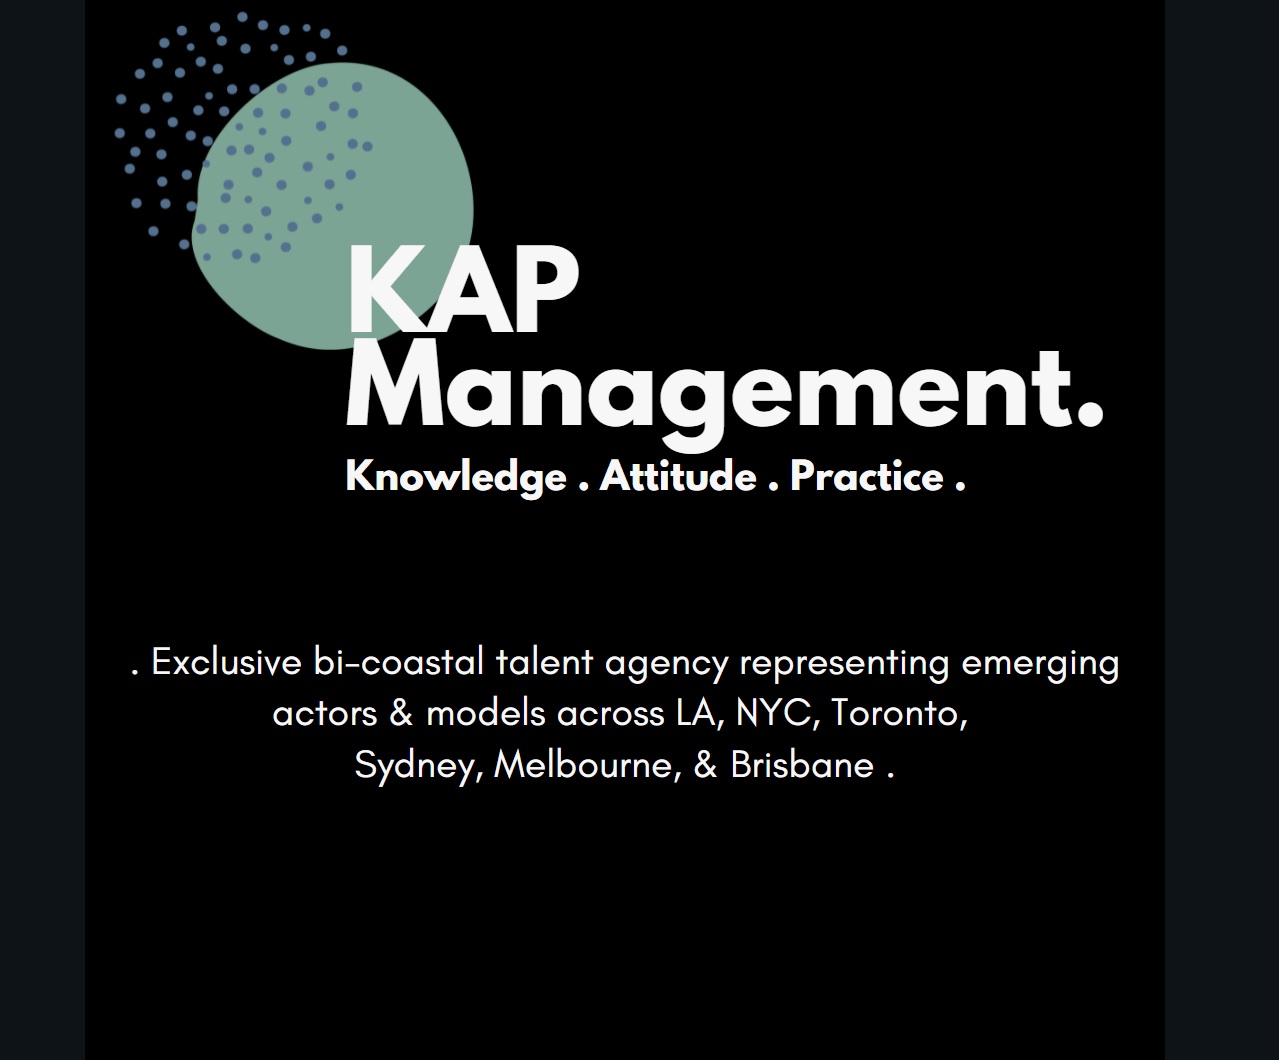 KAP
Management.
Knowledge . Attitude . Practice .
. Exclusive bi-coastal talent agency representing emerging
actors & models across LA, NYC, Toronto,
Sydney, Melbourne, & Brisbane .